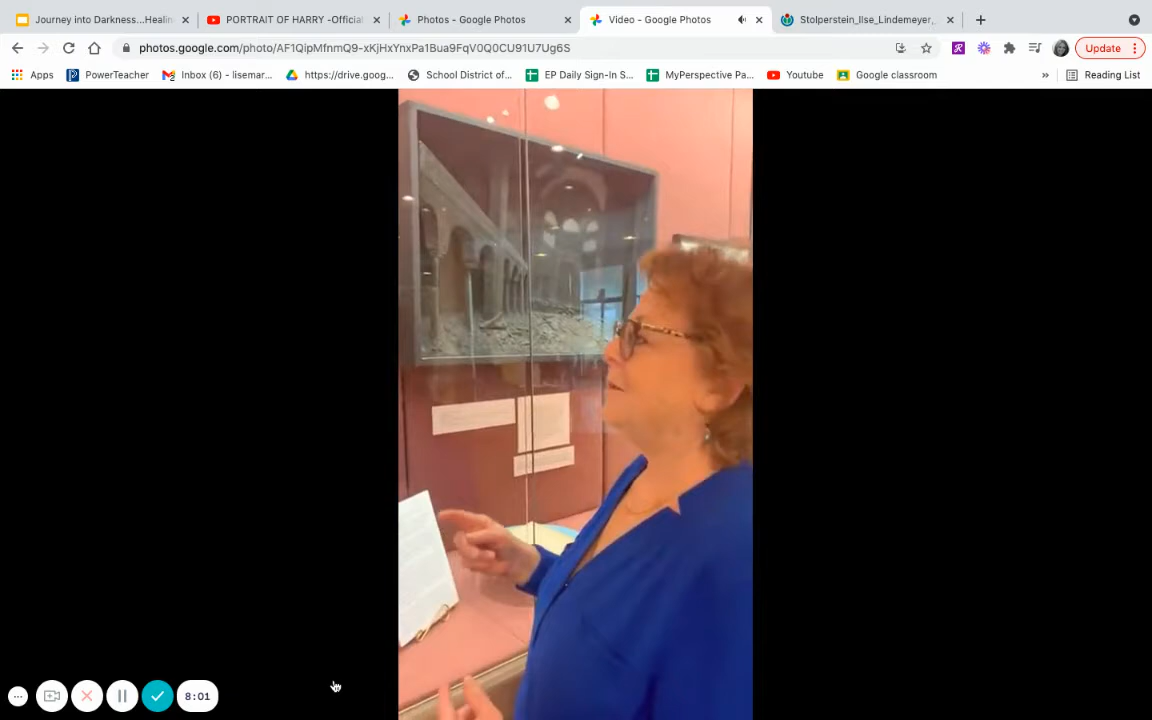 Journey into Darkness...Healin
PORTRAIT OF HARRY -Official
Photos - Google Photos
Video - Google Photos
Stolperstein_Ilse_Lindemeyer,
photos.google.com/photo/AF1QipMfnmQ9-xKjHxYnxPa1Bua9FqV0Q0CU91U7Ug6S
Update
Apps
PowerTeacher
Inbox (6) - lisemar...
https://drive.goog...
School District of...
EP Daily Sign-In S...
MyPerspective Pa...
Youtube
Google classroom
»
Reading List
8:01